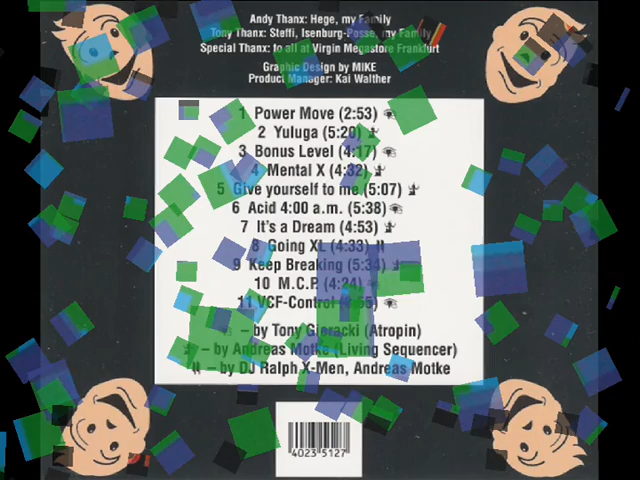 Andy Thanx: Hege, my Family
Tony Thanx: Steffi, Isenburg-Posse, my Family
Special Thanx: to all at Virgin Megastore Frankfurt
Graphic Design by MIKE
Product Manager: Kai Walther
1 Power Move (2:53)
2 Yuluga (5:20)
3 Bonus Level (4:17)
4 Mental X (4:32)
5 Give yourself to me (5:07)
6 Acid 4:00 a.m. (5:38)
7 It's a Dream (4:53)
8 Going XL (4:33)
9 Keep Breaking (5:34)
10 M.C.P. (4:24)
11 VCF-Control
– by Tony Gieracki (Atropin)
– by Andreas Motke (Living Sequencer)
– by DJ Ralph X-Men, Andreas Motke
4023 5127